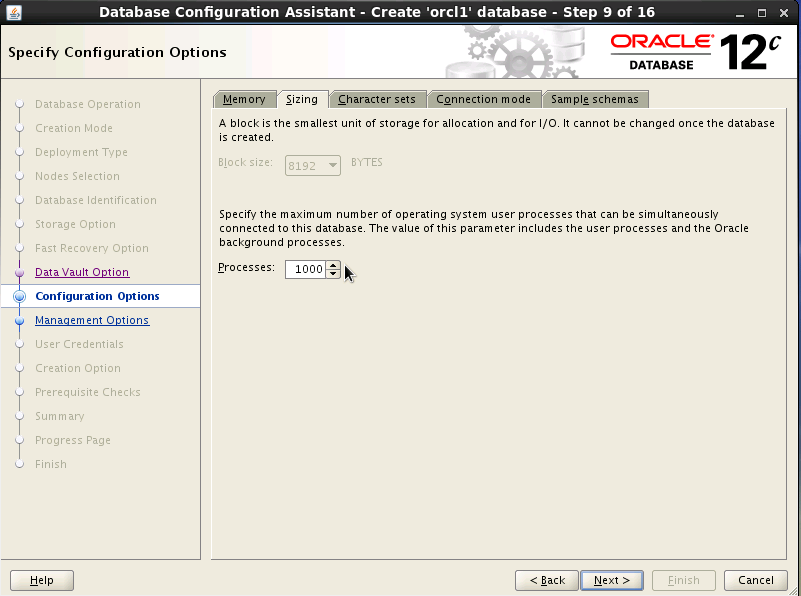 Database Configuration Assistant - Create 'orcl1' database - Step 9 of 16
Specify Configuration Options
ORACLE
DATABASE
12c
Database Operation
Creation Mode
Deployment Type
Nodes Selection
Database Identification
Storage Option
Fast Recovery Option
Data Vault Option
Configuration Options
Management Options
User Credentials
Creation Option
Prerequisite Checks
Summary
Progress Page
Finish
Memory Sizing Character sets Connection mode Sample schemas
A block is the smallest unit of storage for allocation and for I/O. It cannot be changed once the database
is created.
Block size: 8192 BYTES
Specify the maximum number of operating system user processes that can be simultaneously
connected to this database. The value of this parameter includes the user processes and the Oracle
background processes.
Processes: 1000
Help < Back Next > Finish Cancel